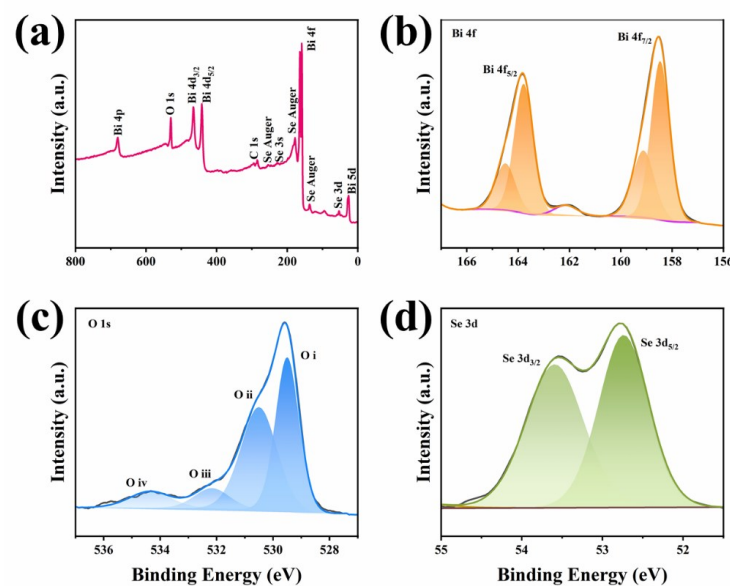 (a)
Intensity (a.u.)
Bi 4p
O 1s
Bi 4d3/2
Bi 4d5/2
C 1s
Se Auger
Se 3s
Se Auger
Bi 4f
Se Auger
Se 3d
Bi 5d
800 600 400 200 0
(b)
Intensity (a.u.)
Bi 4f
Bi 4f5/2
Bi 4f7/2
166 164 162 160 158 156
(c)
Intensity (a.u.)
O 1s
O iv
O iii
O ii
O i
536 534 532 530 528
Binding Energy (eV)
(d)
Intensity (a.u.)
Se 3d
Se 3d3/2
Se 3d5/2
55 54 53 52
Binding Energy (eV)